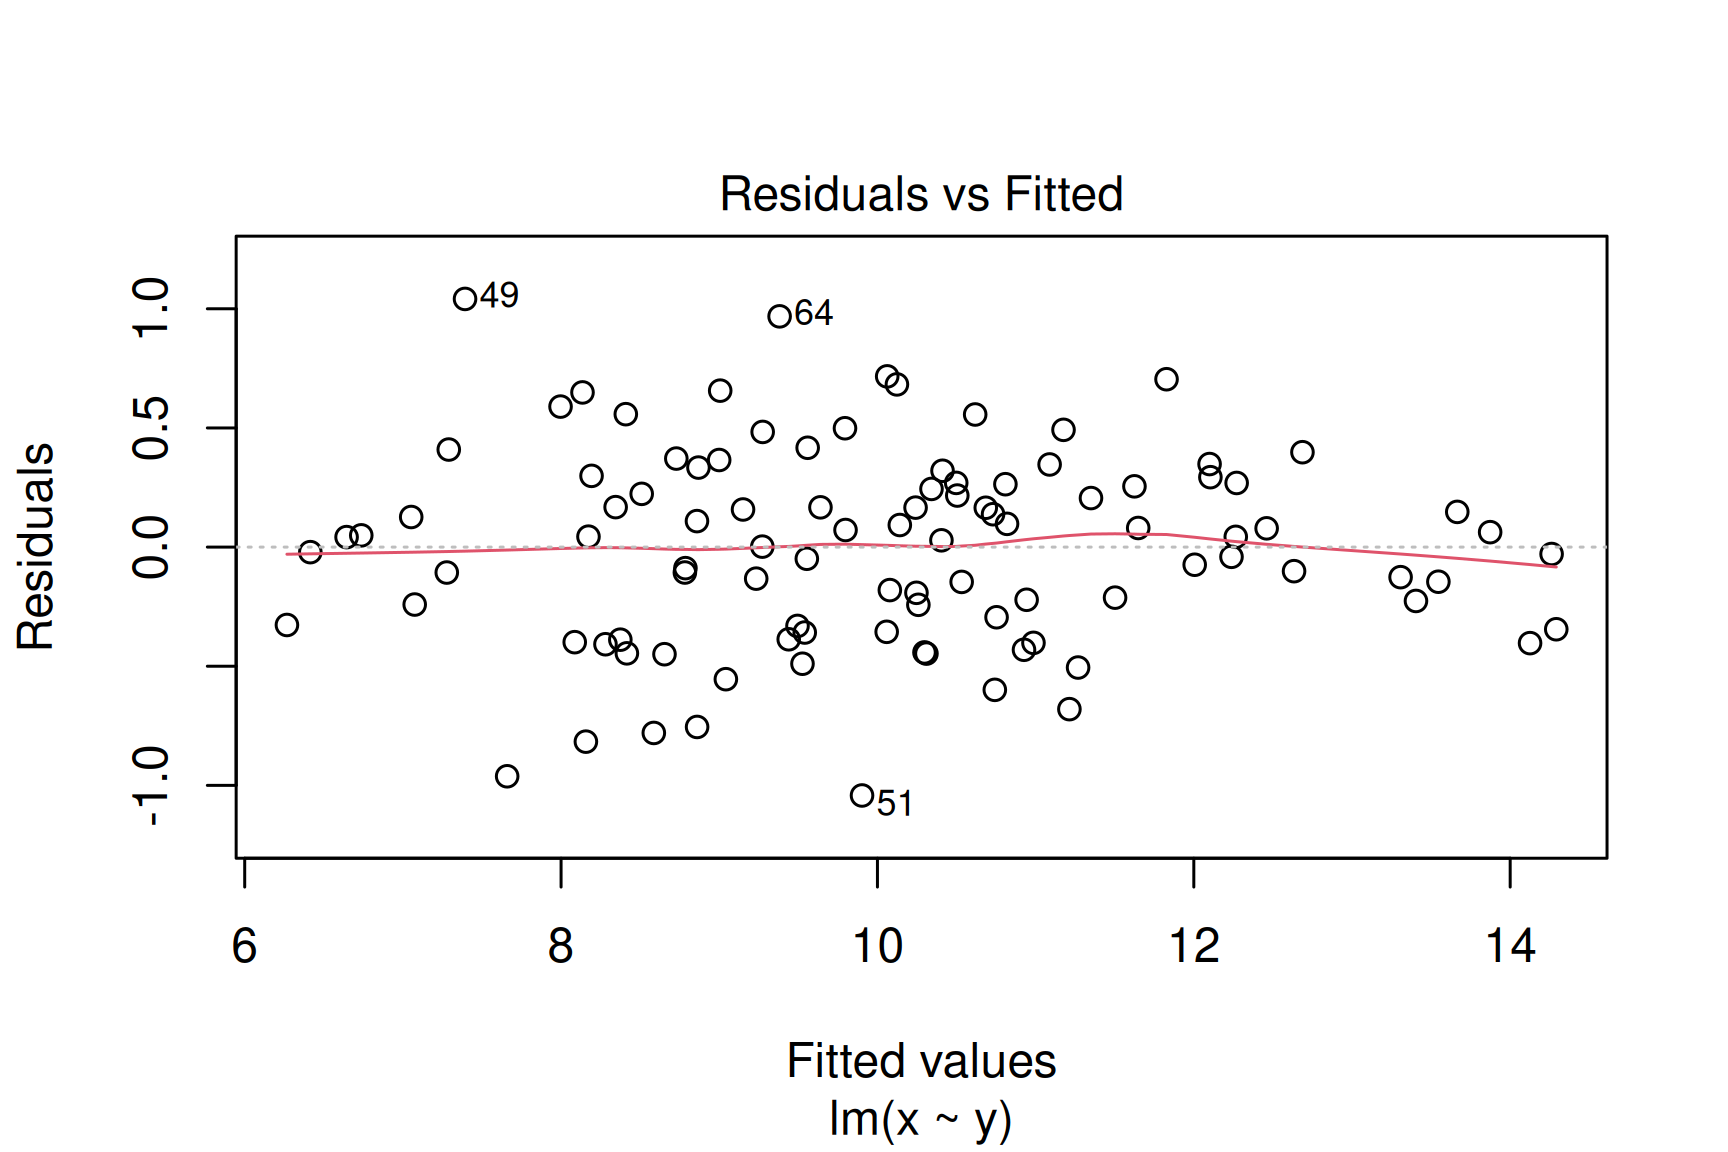 Residuals vs Fitted
Residuals
1.0
0.5
0.0
-1.0
49
64
51
6 8 10 12 14
Fitted values
lm(x ~ y)